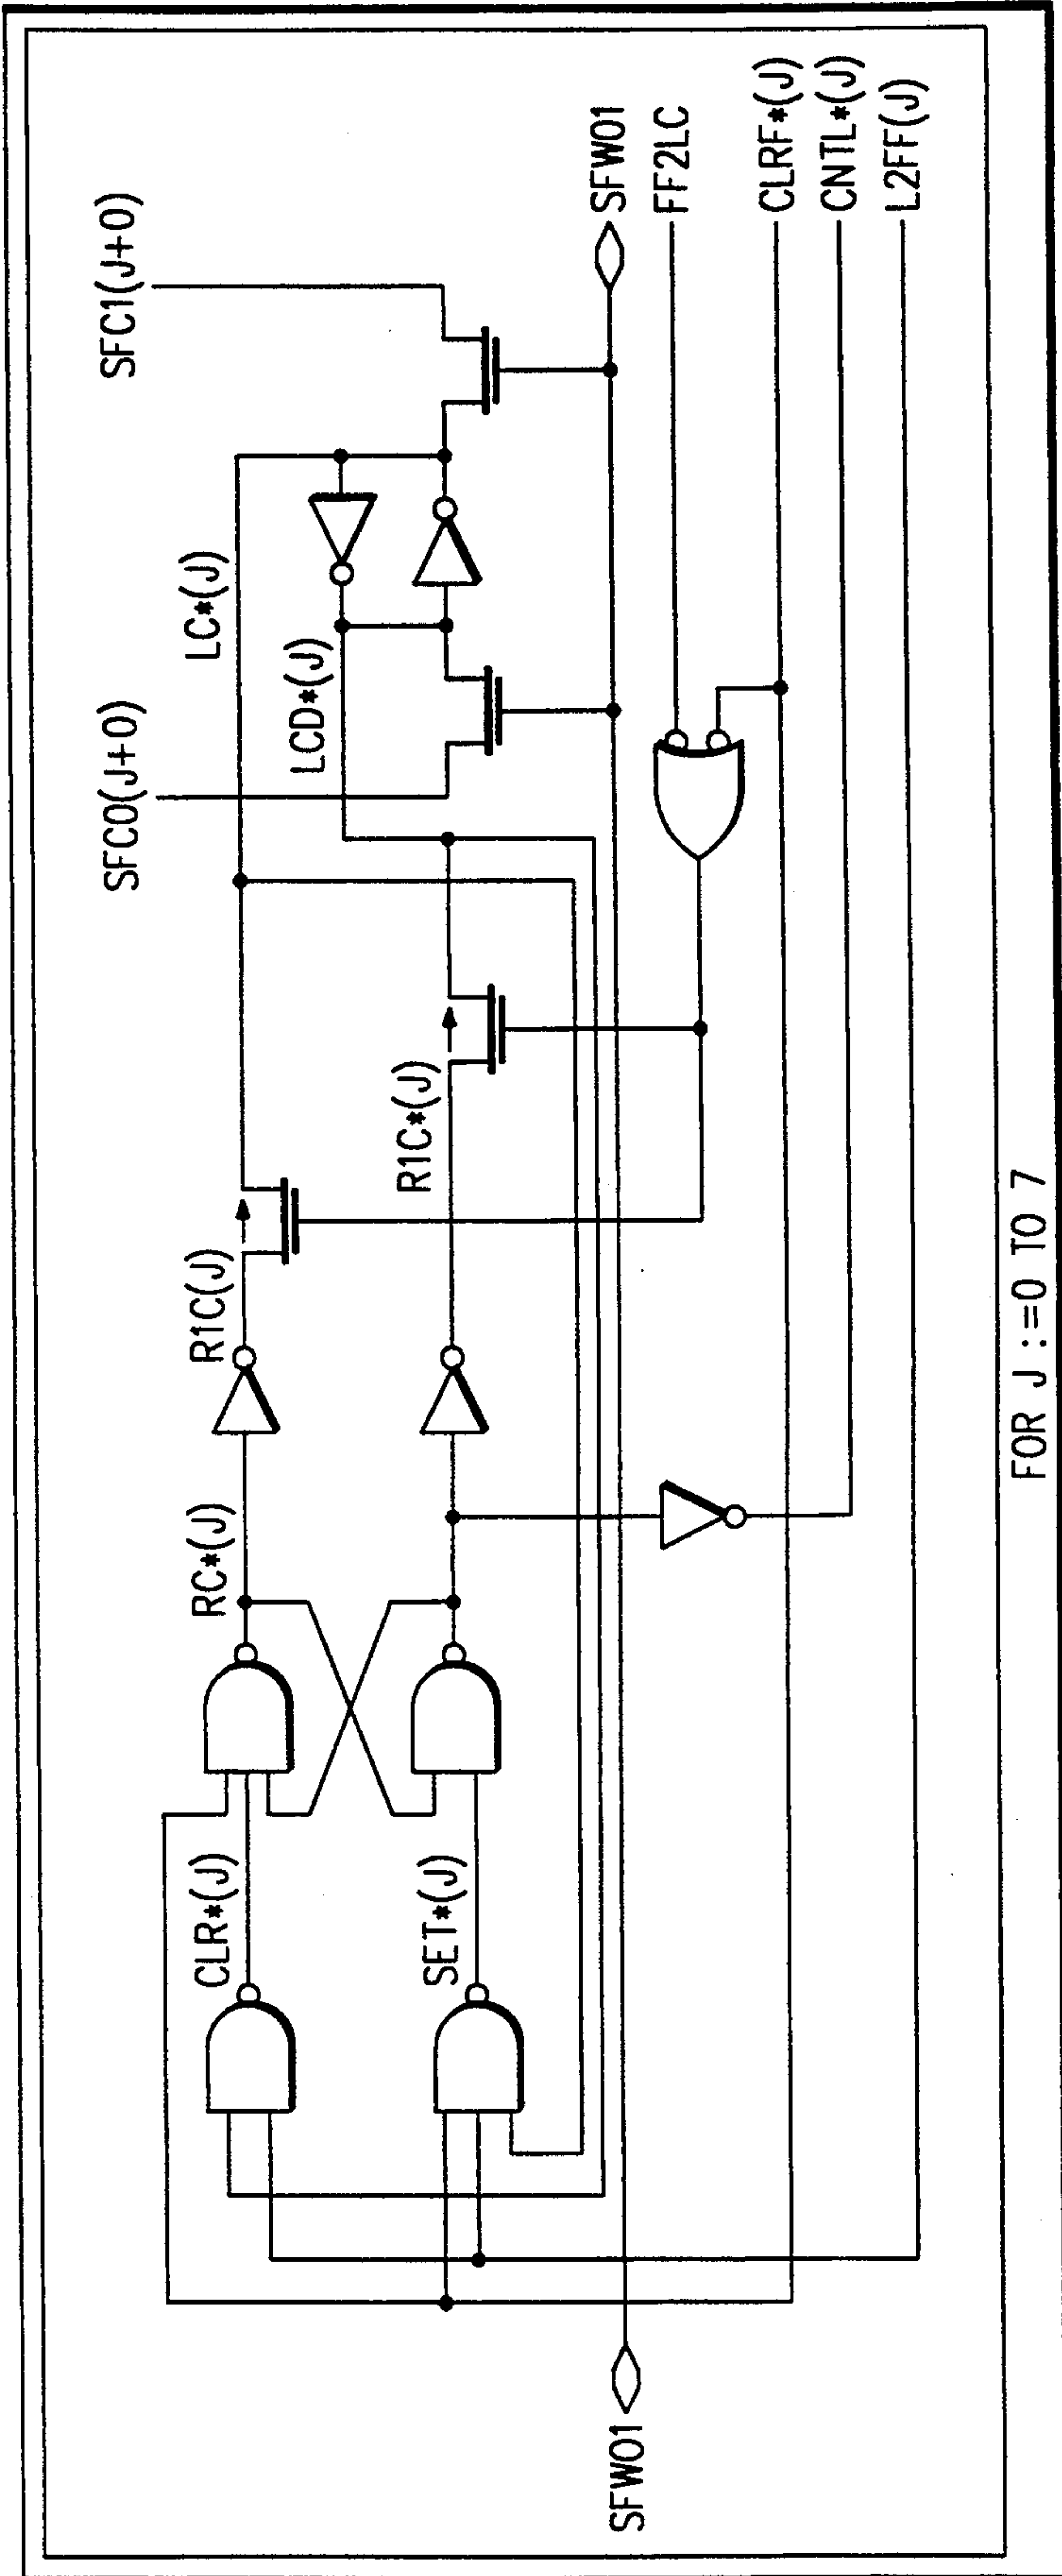 SFC0(J+0)
SFC1(J+0)
RC*(J)
R1C(J)
LC*(J)
CLR*(J)
LCD*(J)
SET*(J)
R1C*(J)
SFW01
SFW01
FF2LC
CLRF*(J)
CNTL*(J)
L2FF(J)
FOR J :=0 TO 7